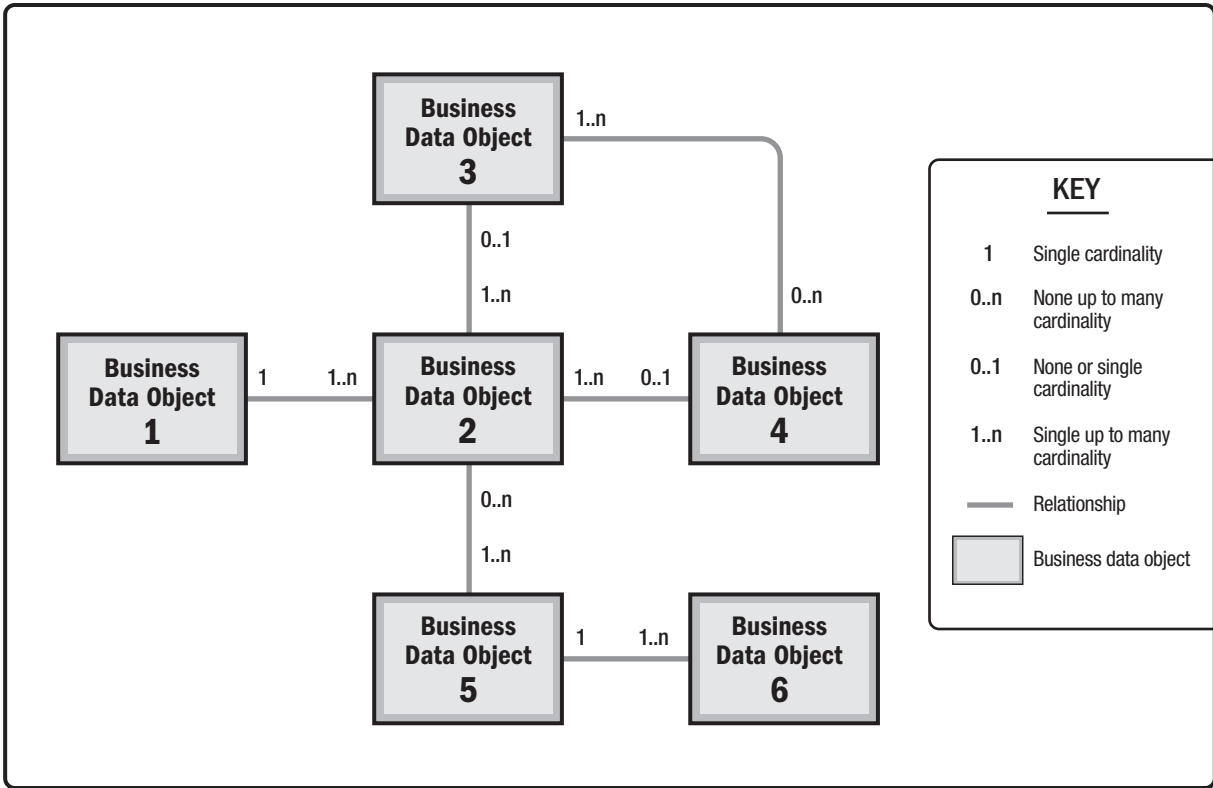 Business
Data Object
3
1..n
0..1
1..n
0..n
Business
Data Object
1
1
1..n
Business
Data Object
2
1..n
0..1
Business
Data Object
4
0..n
1..n
Business
Data Object
5
1
1..n
Business
Data Object
6
KEY
1 Single cardinality
0..n None up to many
cardinality
0..1 None or single
cardinality
1..n Single up to many
cardinality
Relationship
Business data object